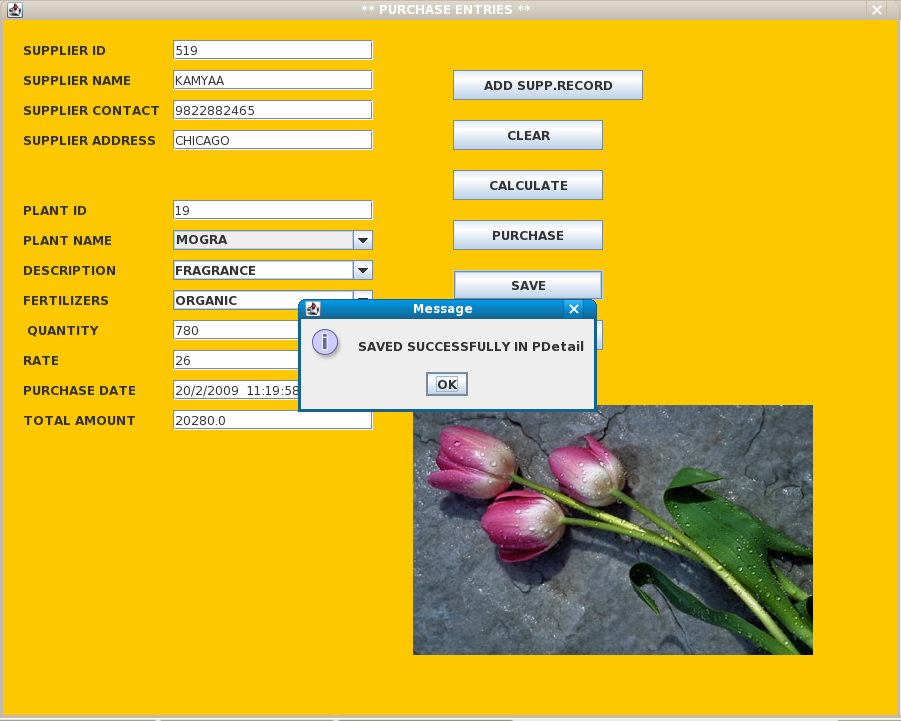 ** PURCHASE ENTRIES **
SUPPLIER ID 519
SUPPLIER NAME KAMYAA
SUPPLIER CONTACT 9822882465
SUPPLIER ADDRESS CHICAGO
PLANT ID 19
PLANT NAME MOGRA
DESCRIPTION FRAGRANCE
FERTILIZERS ORGANIC
QUANTITY 780
RATE 26
PURCHASE DATE 20/2/2009 11:19:58
TOTAL AMOUNT 20280.0
ADD SUPP.RECORD
CLEAR
CALCULATE
PURCHASE
SAVE
Message
SAVED SUCCESSFULLY IN PDetail
OK